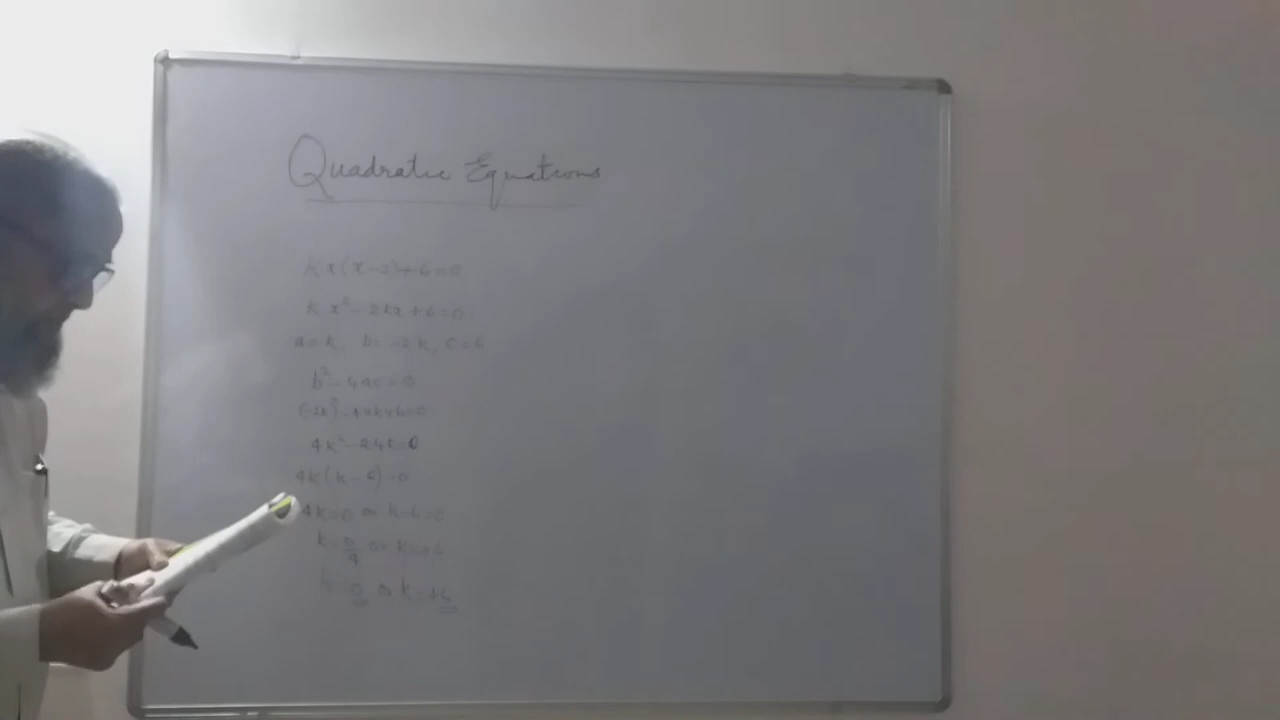 Quadratic Equations
kx(x-2)+6=0
kx²-2kx+6=0
a=k, b=-2k, c=6
b²-4ac=0
(-2k)²-4×k×6=0
4k²-24k=0
4k(k-6)=0
4k=0 or k-6=0
k=0/4 or k=+6
k=0 or k=+6